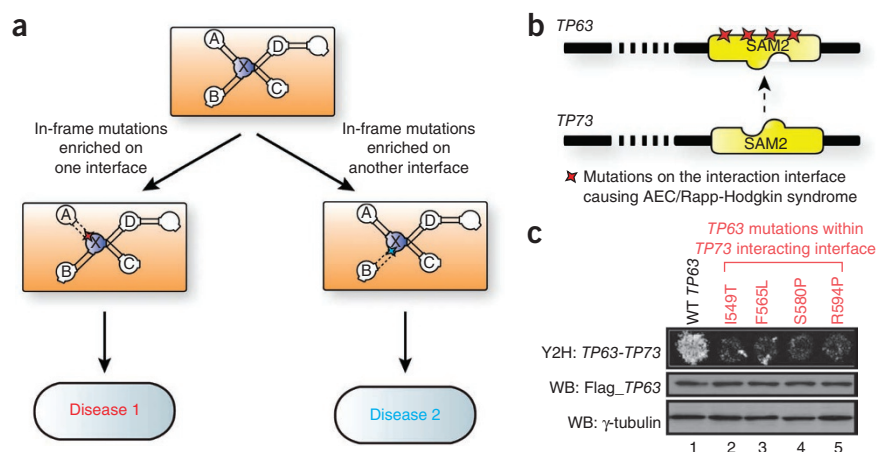 a
A
D
X
B
C
In-frame mutations
enriched on
one interface
In-frame mutations
enriched on
another interface
A
D
X
B
C
A
D
X
B
C
Disease 1
Disease 2
b
TP63
SAM2
TP73
SAM2
Mutations on the interaction interface
causing AEC/Rapp-Hodgkin syndrome
c
TP63 mutations within
TP73 interacting interface
WT TP63
I549T
F565L
S580P
R594P
Y2H: TP63-TP73
WB: Flag_TP63
WB: γ-tubulin
1 2 3 4 5